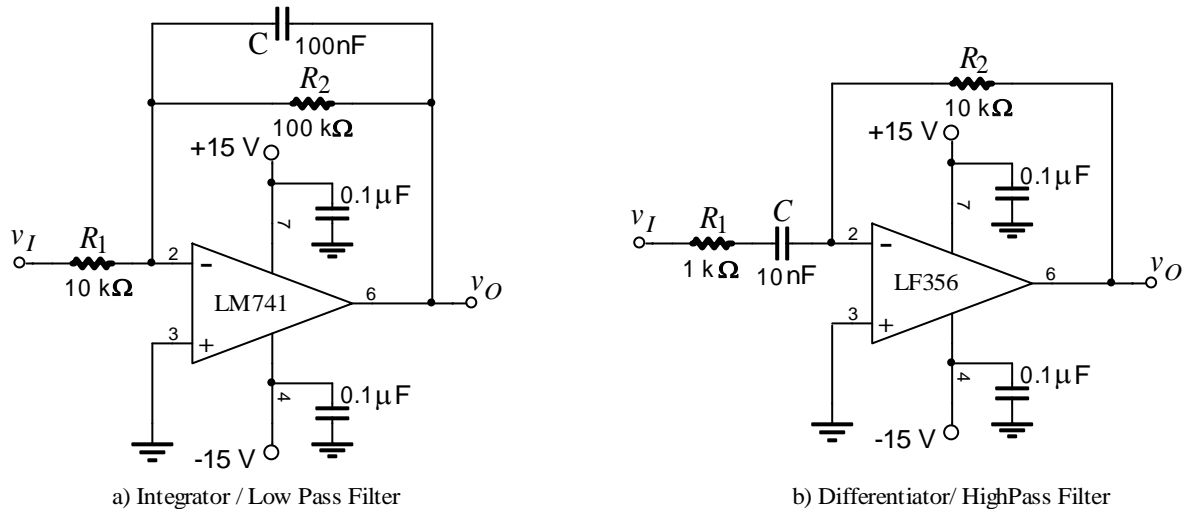 C
100nF
R2
100 kΩ
+15 V
0.1μF
7
vI
R1
10 kΩ
2
−
LM741
6
vO
3
+
4
0.1μF
-15 V
a) Integrator / Low Pass Filter
R2
10 kΩ
+15 V
0.1μF
7
vI
R1
1 kΩ
C
10nF
2
−
LF356
6
vO
3
+
4
0.1μF
-15 V
b) Differentiator/ HighPass Filter